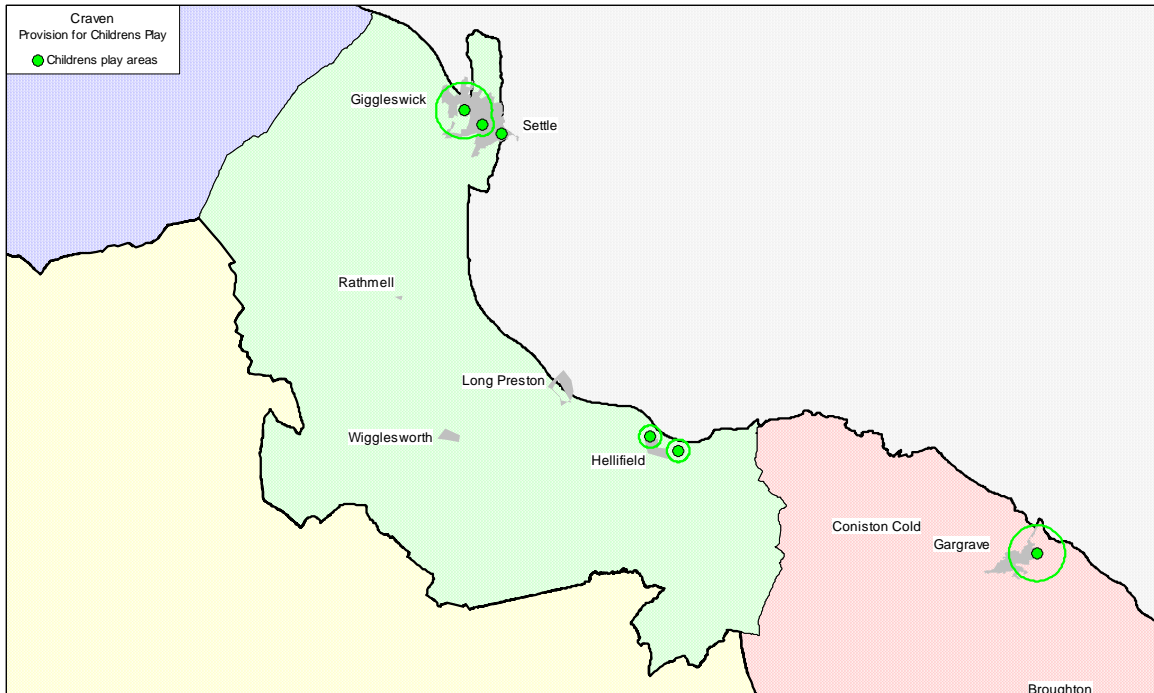 Craven
Provision for Childrens Play
Childrens play areas
Giggleswick
Settle
Rathmell
Long Preston
Wigglesworth
Hellifield
Coniston Cold
Gargrave
Broughton